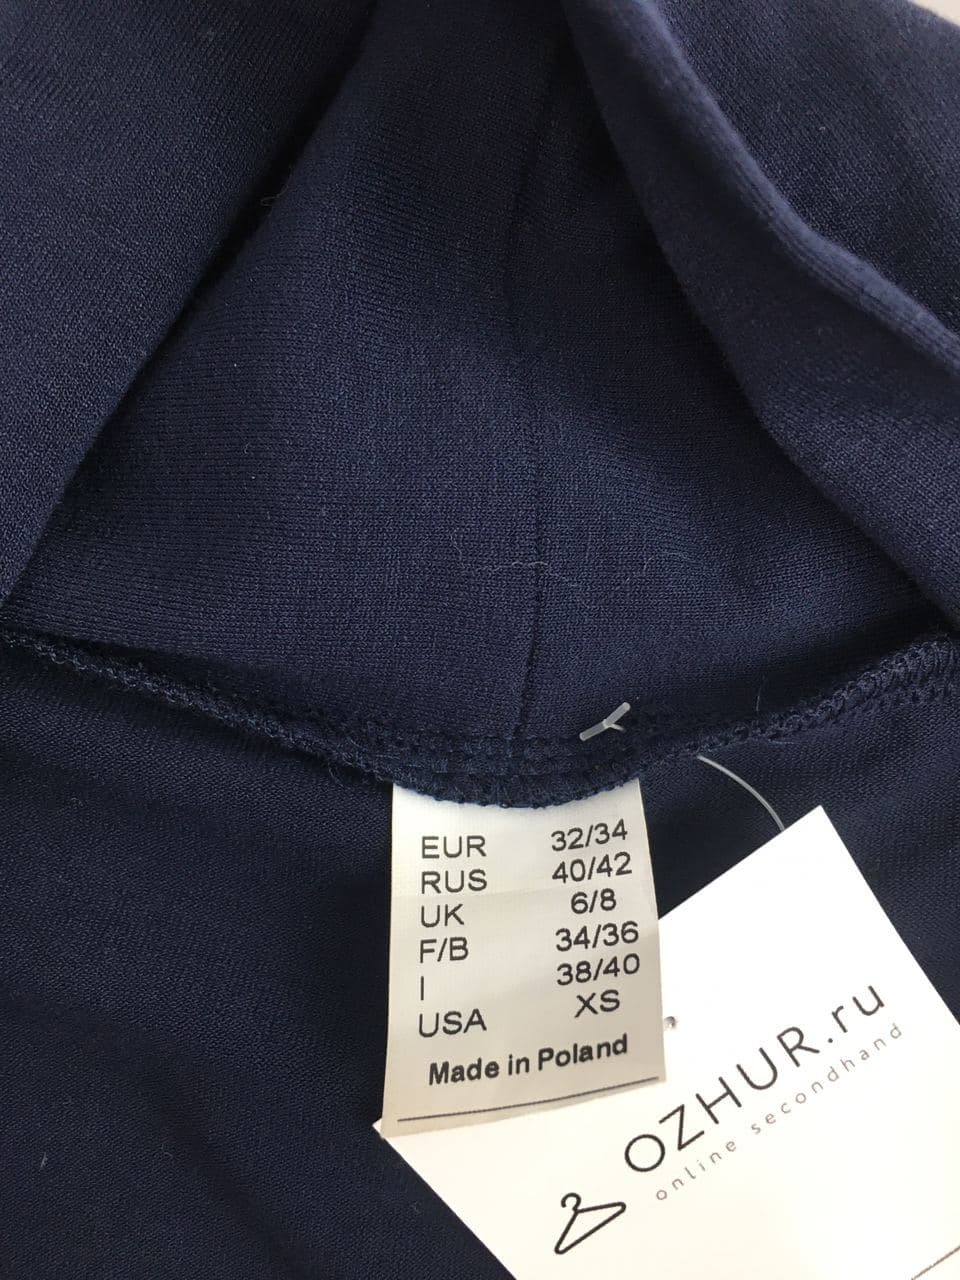 EUR 32/34
RUS 40/42
UK 6/8
F/B 34/36
I 38/40
USA XS
Made in Poland
OZHUR.ru
online secondhand